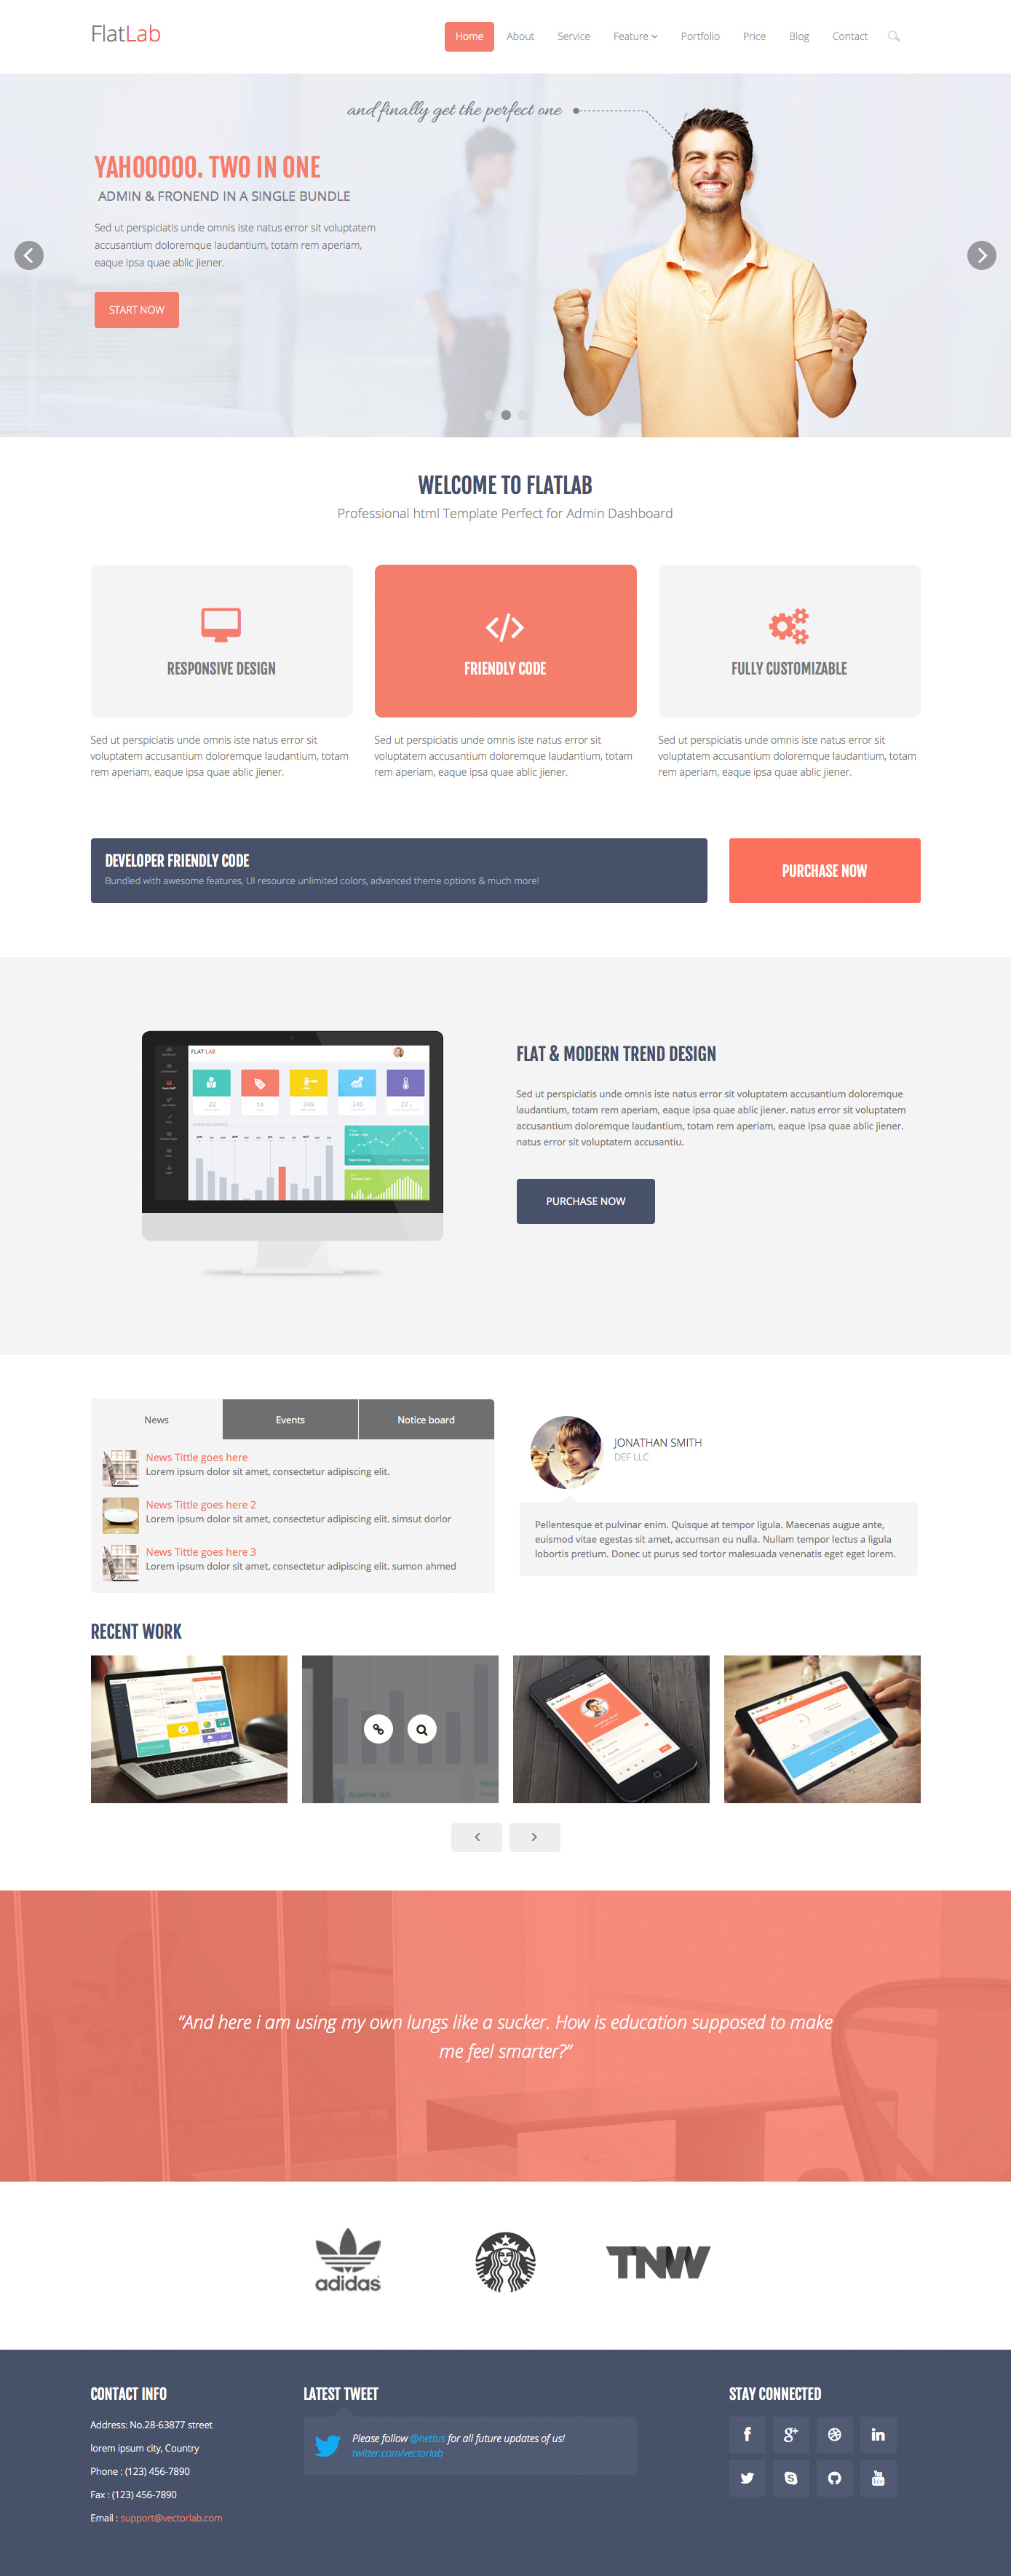 FlatLab
Home About Service Feature Portfolio Price Blog Contact
and finally get the perfect one
YAHOOOOO. TWO IN ONE
ADMIN & FRONEND IN A SINGLE BUNDLE
Sed ut perspiciatis unde omnis iste natus error sit voluptatem
accusantium doloremque laudantium, totam rem aperiam,
eaque ipsa quae ablic jiener.
START NOW
WELCOME TO FLATLAB
Professional html Template Perfect for Admin Dashboard
RESPONSIVE DESIGN
Sed ut perspiciatis unde omnis iste natus error sit
voluptatem accusantium doloremque laudantium, totam
rem aperiam, eaque ipsa quae ablic jiener.
FRIENDLY CODE
Sed ut perspiciatis unde omnis iste natus error sit
voluptatem accusantium doloremque laudantium, totam
rem aperiam, eaque ipsa quae ablic jiener.
FULLY CUSTOMIZABLE
Sed ut perspiciatis unde omnis iste natus error sit
voluptatem accusantium doloremque laudantium, totam
rem aperiam, eaque ipsa quae ablic jiener.
DEVELOPER FRIENDLY CODE
Bundled with awesome features, UI resource unlimited colors, advanced theme options & much more!
PURCHASE NOW
FLAT LAB
22
14
345
345
FLAT & MODERN TREND DESIGN
Sed ut perspiciatis unde omnis iste natus error sit voluptatem accusantium doloremque
laudantium, totam rem aperiam, eaque ipsa quae ablic jiener. natus error sit voluptatem
accusantium doloremque laudantium, totam rem aperiam, eaque ipsa quae ablic jiener.
natus error sit voluptatem accusantiu.
PURCHASE NOW
News Events Notice board
News Tittle goes here
Lorem ipsum dolor sit amet, consectetur adipiscing elit.
News Tittle goes here 2
Lorem ipsum dolor sit amet, consectetur adipiscing elit. simsut dorlor
News Tittle goes here 3
Lorem ipsum dolor sit amet, consectetur adipiscing elit. sumon ahmed
JONATHAN SMITH
DEF LLC
Pellentesque et pulvinar enim. Quisque at tempor ligula. Maecenas augue ante,
euismod vitae egestas sit amet, accumsan eu nulla. Nullam tempor lectus a ligula
lobortis pretium. Donec ut purus sed tortor malesuada venenatis eget eget lorem.
RECENT WORK
“And here i am using my own lungs like a sucker. How is education supposed to make
me feel smarter?”
adidas
TNW
CONTACT INFO
Address: No.28-63877 street
lorem ipsum city, Country
Phone : (123) 456-7890
Fax : (123) 456-7890
Email : support@vectorlab.com
LATEST TWEET
Please follow @nettus for all future updates of us!
twitter.com/vectorlab
STAY CONNECTED